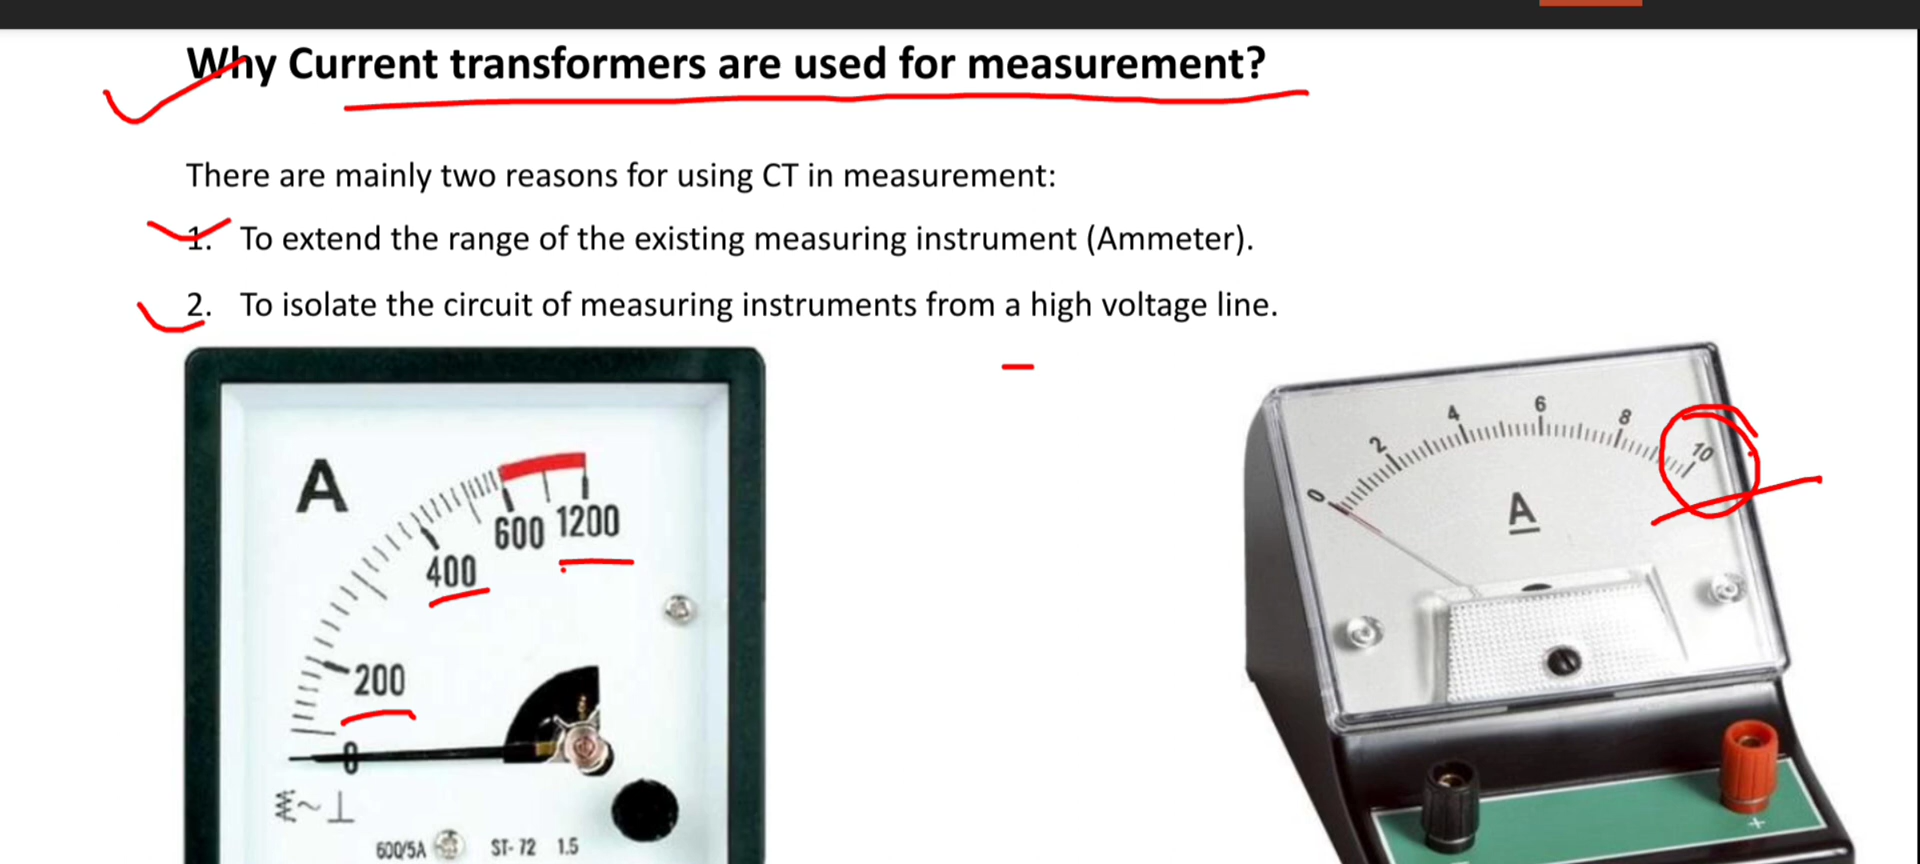 Why Current transformers are used for measurement?
There are mainly two reasons for using CT in measurement:
1. To extend the range of the existing measuring instrument (Ammeter).
2. To isolate the circuit of measuring instruments from a high voltage line.
A
600 1200
400
200
0
600/5A ST-72 1.5
0 2 4 6 8 10
A
+